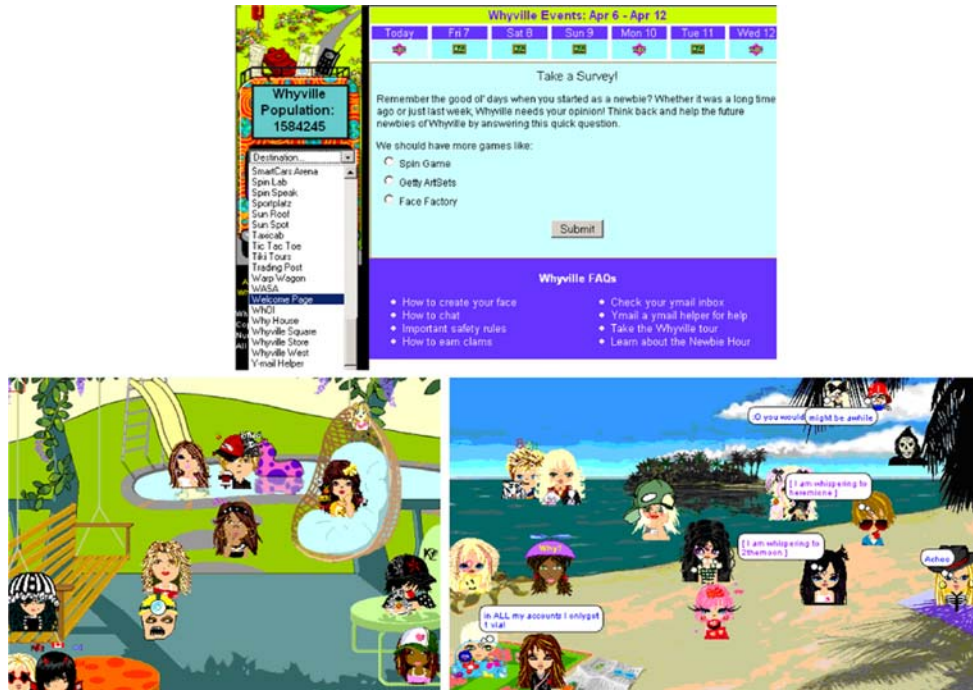 Whyville Events: Apr 6 - Apr 12
Today Fri 7 Sat 8 Sun 9 Mon 10 Tue 11 Wed 12
Whyville
Population:
1584245
Destination...
SmartCars Arena
Spin Lab
Spin Speak
Sportplatz
Sun Roof
Sun Spot
Taxicab
Tic Tac Toe
Tiki Tours
Trading Post
Warp Wagon
WASA
Welcome Page
WhOI
Why House
Whyville Square
Whyville Store
Whyville West
Y-mail Helper
Take a Survey!
Remember the good ol' days when you started as a newbie? Whether it was a long time
ago or just last week, Whyville needs your opinion! Think back and help the future
newbies of Whyville by answering this quick question.
We should have more games like:
Spin Game
Getty ArtSets
Face Factory
Submit
Whyville FAQs
How to create your face
How to chat
Important safety rules
How to earn clams
Check your ymail inbox
Ymail a ymail helper for help
Take the Whyville tour
Learn about the Newbie Hour
:O you would might be awhile
[ I am whispering to
[ I am whispering to
2themoon ]
Why?
Achoo
in ALL my accounts I onlyget
1 vial